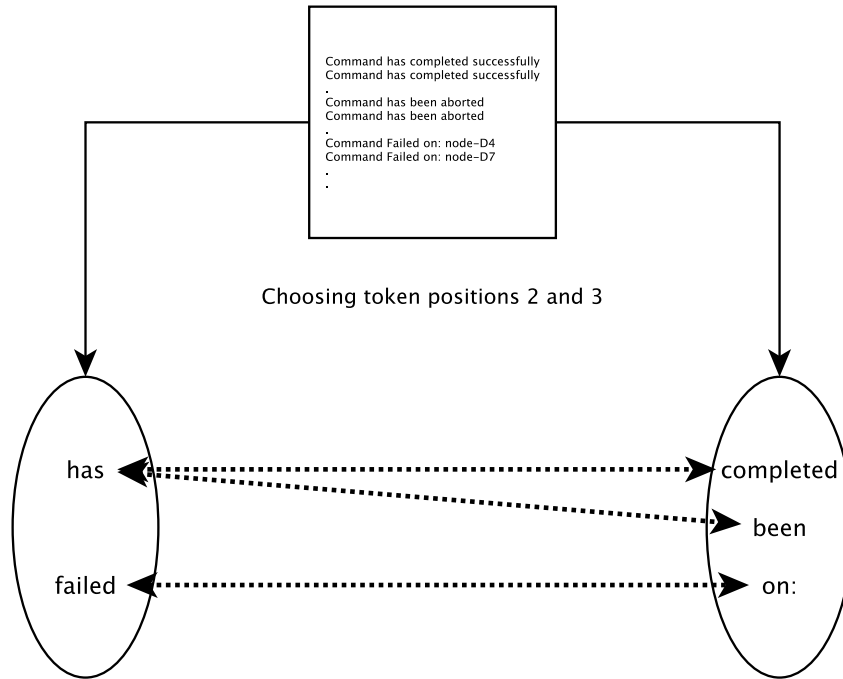 Command has completed successfully
Command has completed successfully
.
Command has been aborted
Command has been aborted
.
Command Failed on: node-D4
Command Failed on: node-D7
.
.
Choosing token positions 2 and 3
has
completed
been
failed
on: